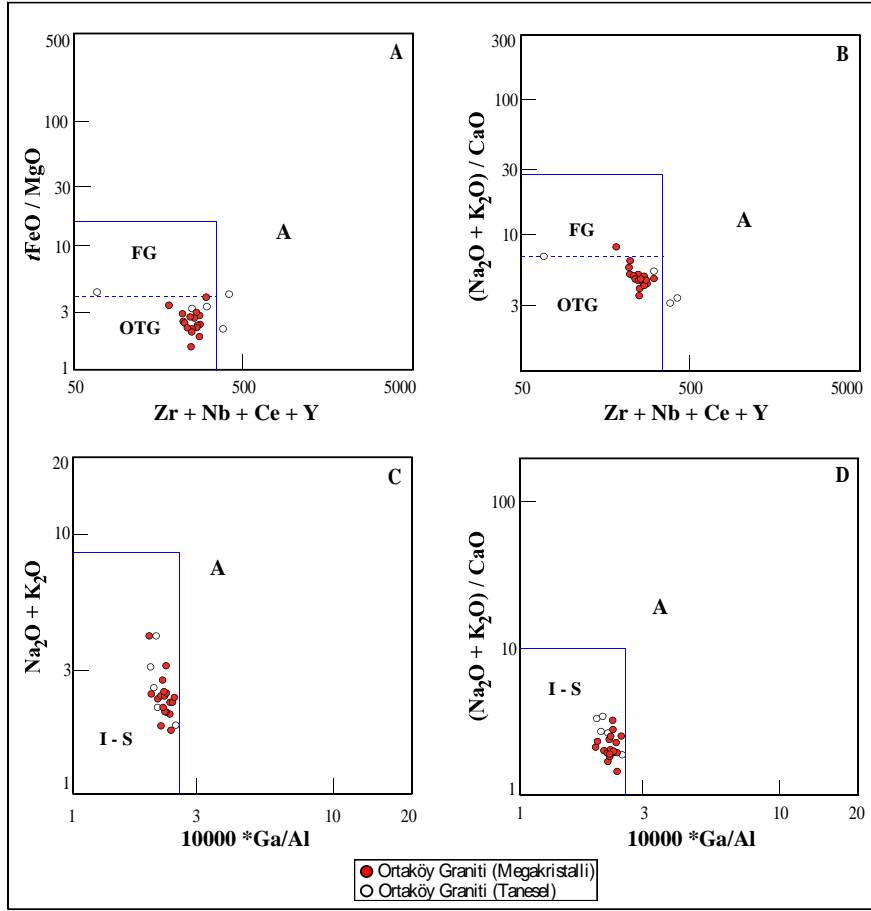 A
500
100
30
10
3
1
tFeO / MgO
FG
OTG
A
50
500
5000
Zr + Nb + Ce + Y
B
300
100
30
10
3
(Na2O + K2O) / CaO
FG
OTG
A
50
500
5000
Zr + Nb + Ce + Y
C
20
10
3
1
Na2O + K2O
A
I - S
1
3
10
20
10000 *Ga/Al
D
100
10
1
(Na2O + K2O) / CaO
A
I - S
1
3
10
20
10000 *Ga/Al
Ortaköy Graniti (Megakristalli)
Ortaköy Graniti (Tanesel)